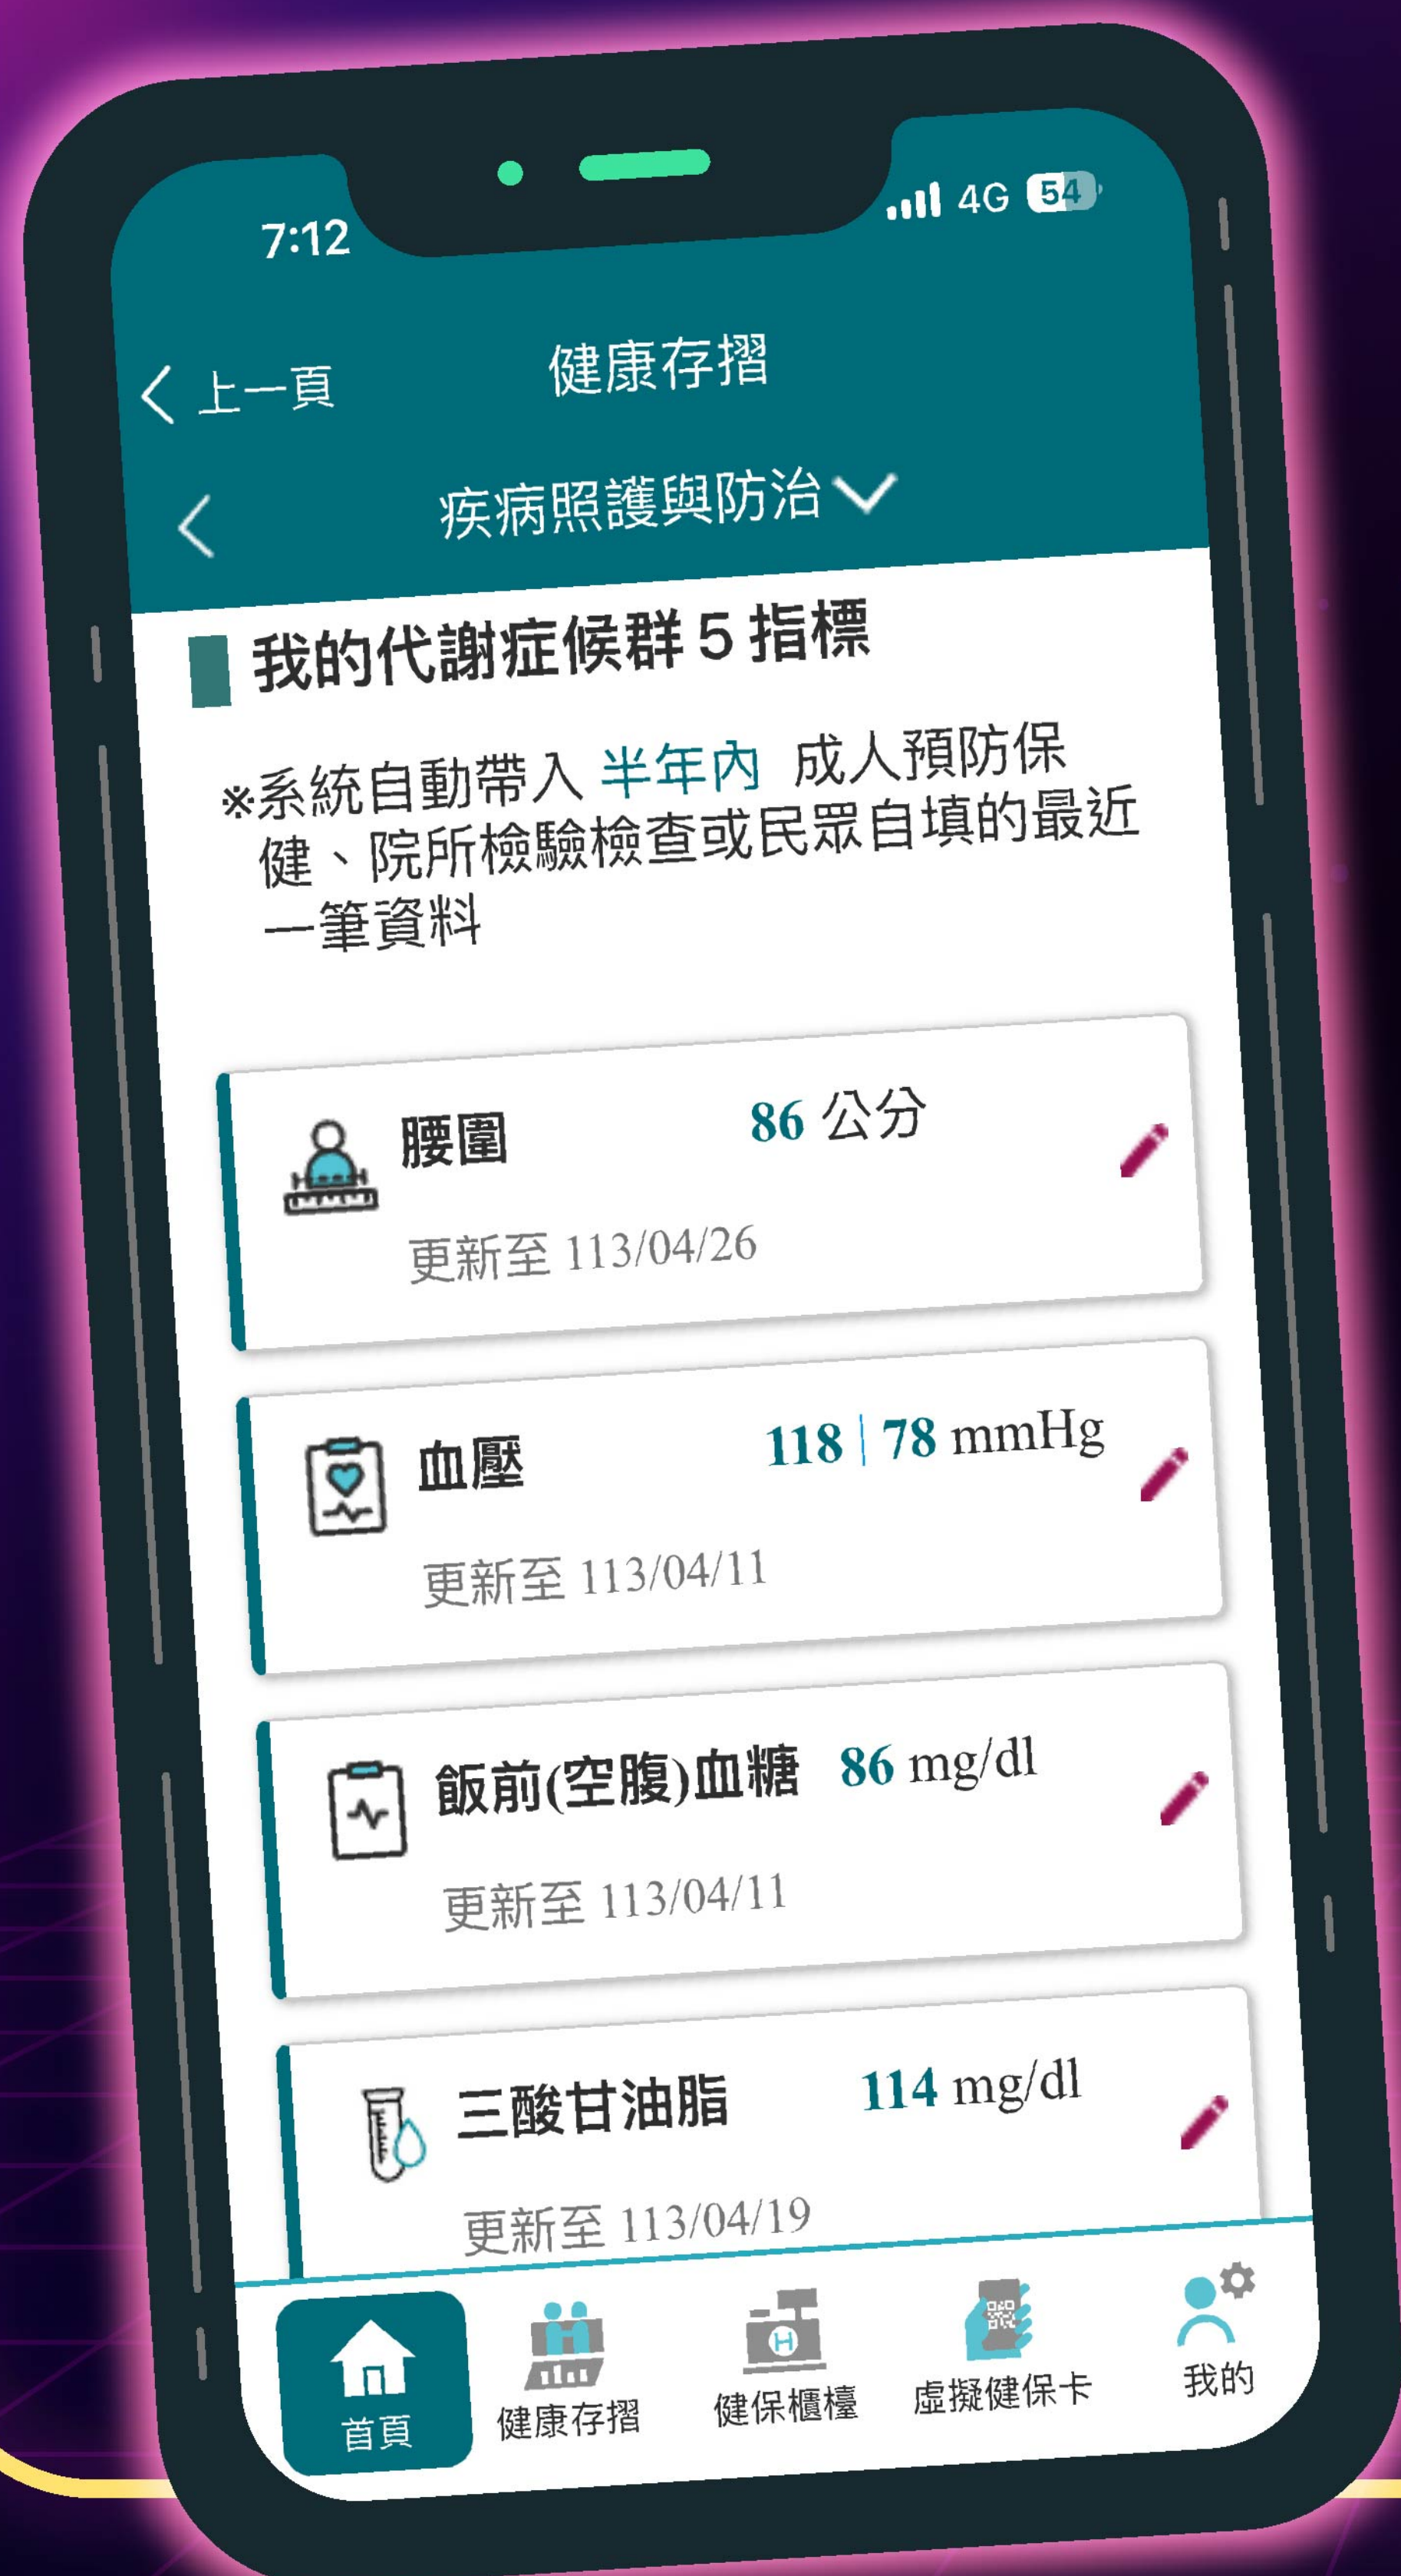 7:12
4G 54
上一頁
健康存摺
疾病照護與防治
我的代謝症候群5指標
※系統自動帶入 半年內 成人預防保
健、院所檢驗檢查或民眾自填的最近
一筆資料
腰圍 86 公分
更新至 113/04/26
血壓 118 | 78 mmHg
更新至 113/04/11
飯前(空腹)血糖 86 mg/dl
更新至 113/04/11
三酸甘油脂 114 mg/dl
更新至 113/04/19
首頁 健康存摺 健保櫃檯 虛擬健保卡 我的